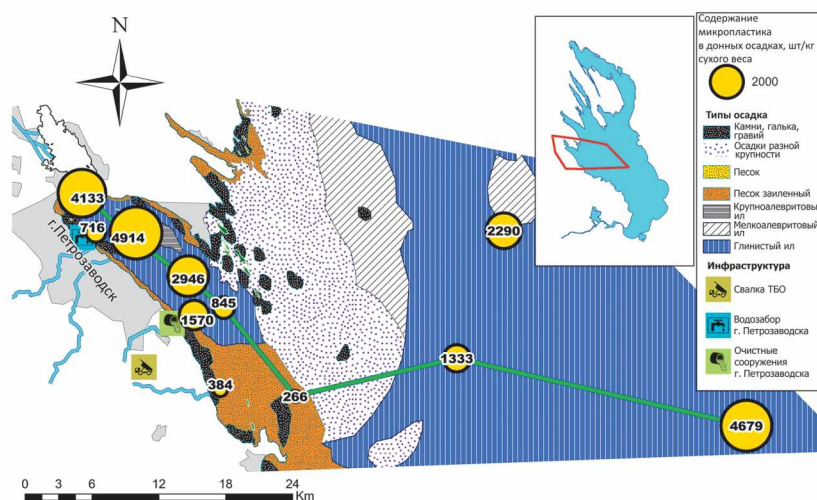 N
Содержание
микропластика
в донных осадках, шт/кг
сухого веса
2000
Типы осадка
Камни, галька,
гравий
Осадки разной
крупности
Песок
Песок заиленный
Крупноалевритовый
ил
Мелкоалевритовый
ил
Глинистый ил
Инфраструктура
Свалка ТБО
Водозабор
г. Петрозаводска
Очистные
сооружения
г. Петрозаводска
4133
716
4914
г.Петрозаводск
2946
845
1570
384
266
2290
1333
4679
0 3 6 12 18 24
Km